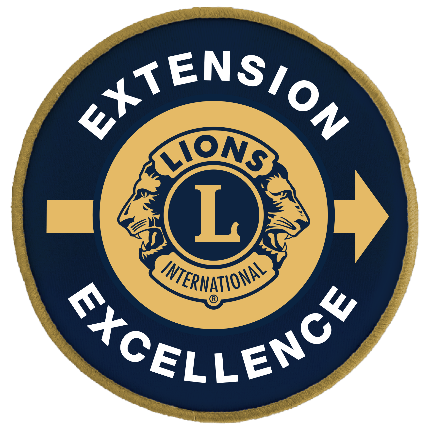 EXTENSION
LIONS
L
INTERNATIONAL
®
EXCELLENCE